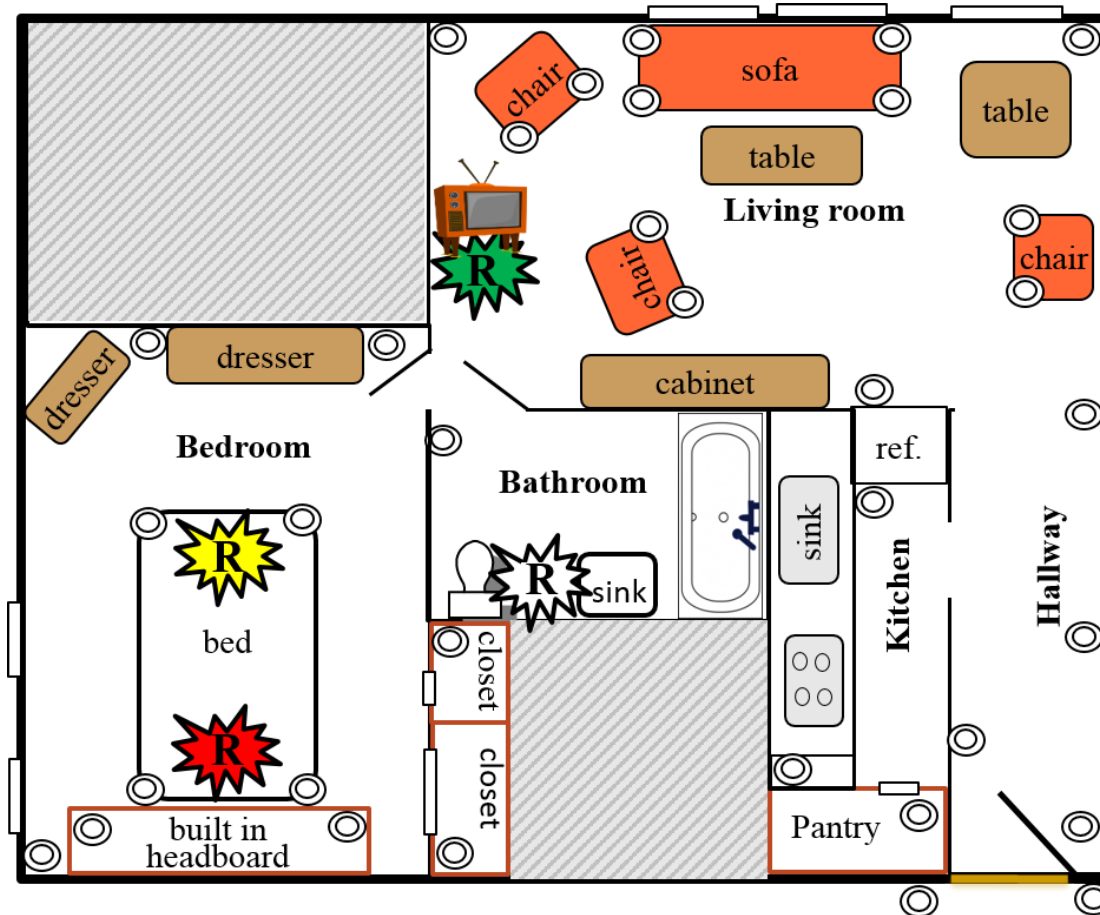 chair
sofa
table
table
Living room
R
chair
chair
dresser
dresser
cabinet
Bedroom
ref.
Bathroom
sink
R
R
sink
Kitchen
Hallway
bed
closet
R
closet
built in
headboard
Pantry